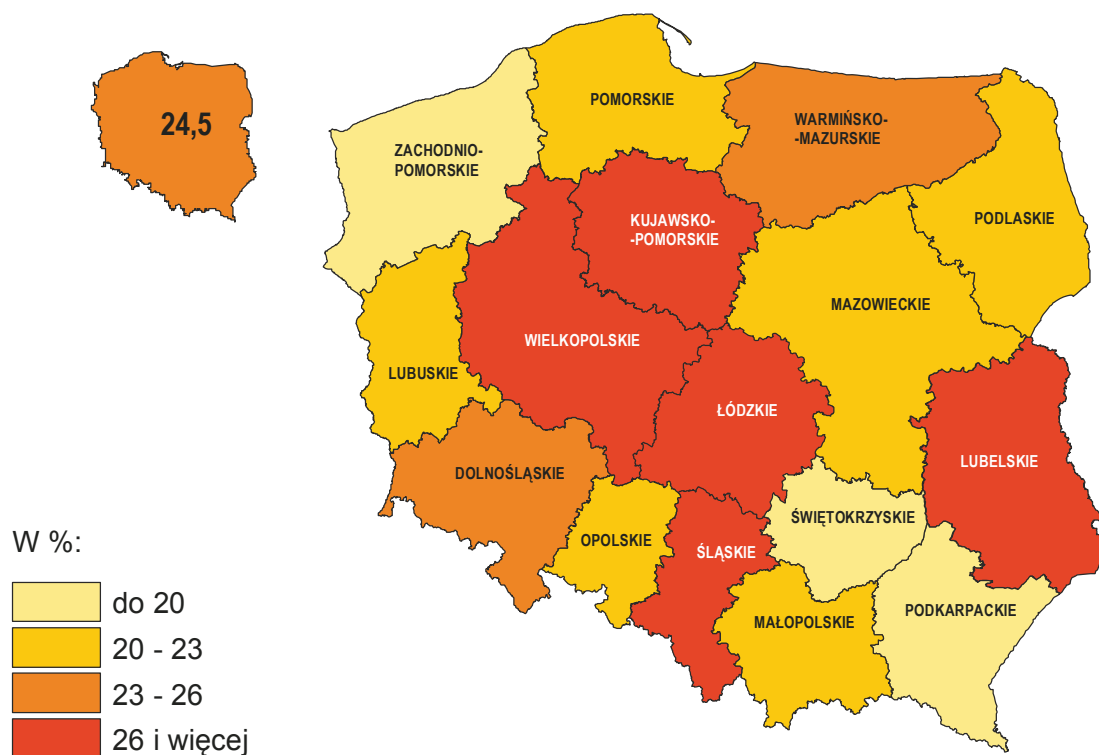 24,5
POMORSKIE
WARMIŃSKO-
-MAZURSKIE
ZACHODNIO-
POMORSKIE
KUJAWSKO-
-POMORSKIE
PODLASKIE
MAZOWIECKIE
WIELKOPOLSKIE
LUBUSKIE
ŁÓDZKIE
LUBELSKIE
DOLNOŚLĄSKIE
ŚWIĘTOKRZYSKIE
OPOLSKIE
ŚLĄSKIE
PODKARPACKIE
MAŁOPOLSKIE
W %:
do 20
20 - 23
23 - 26
26 i więcej